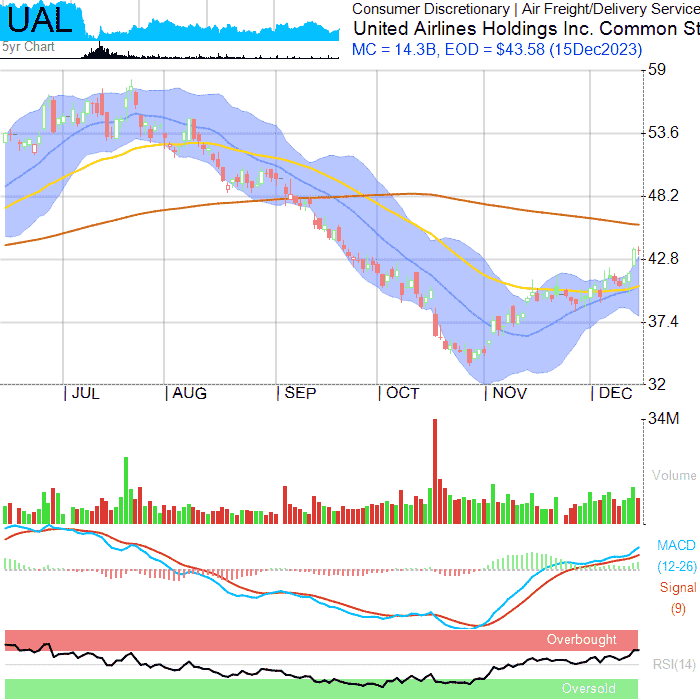 UAL
5yr Chart
Consumer Discretionary | Air Freight/Delivery Service
United Airlines Holdings Inc. Common St
MC = 14.3B, EOD = $43.58 (15Dec2023)
59
53.6
48.2
42.8
37.4
32
| JUL | AUG | SEP | OCT | NOV | DEC
34M
Volume
MACD
(12-26)
Signal
(9)
Overbought
RSI(14)
Oversold